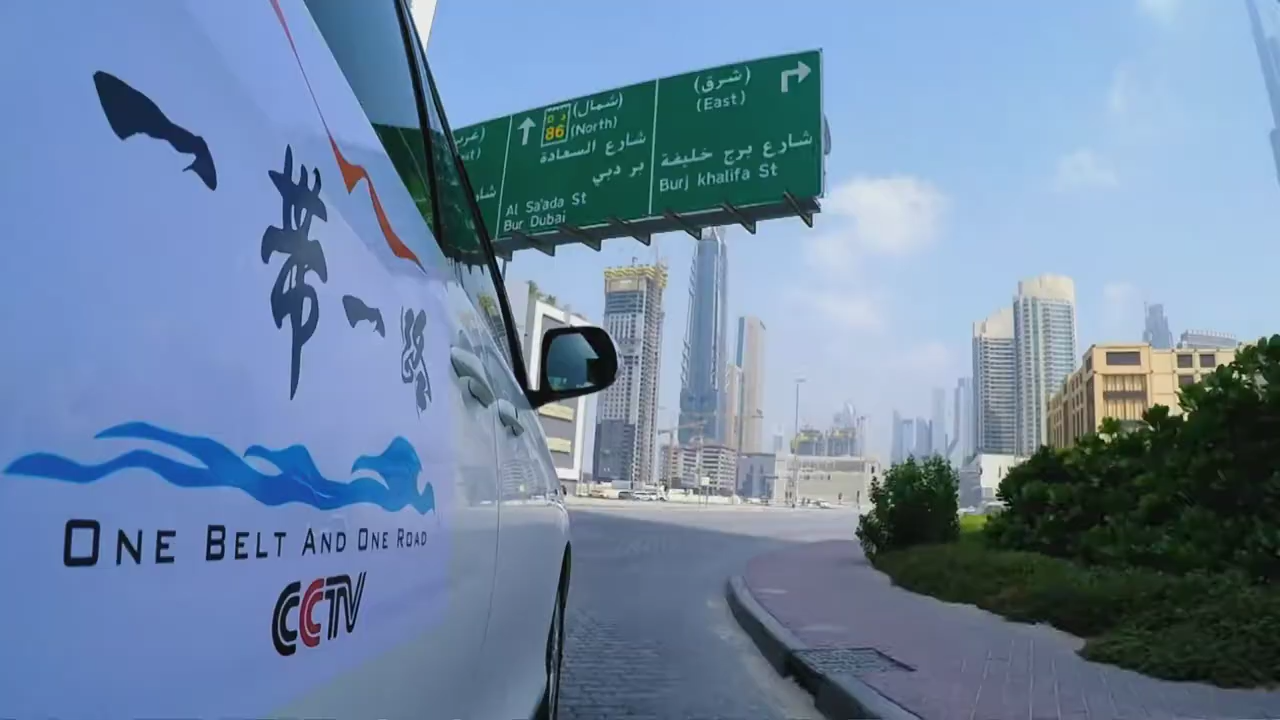 一带一路
ONE BELT AND ONE ROAD
CCTV
(شمال)
86
(North)
شارع السعادة
بر دبي
Al Sa'ada St
Bur Dubai
(شرق)
(East)
شارع برج خليفة
Burj khalifa St